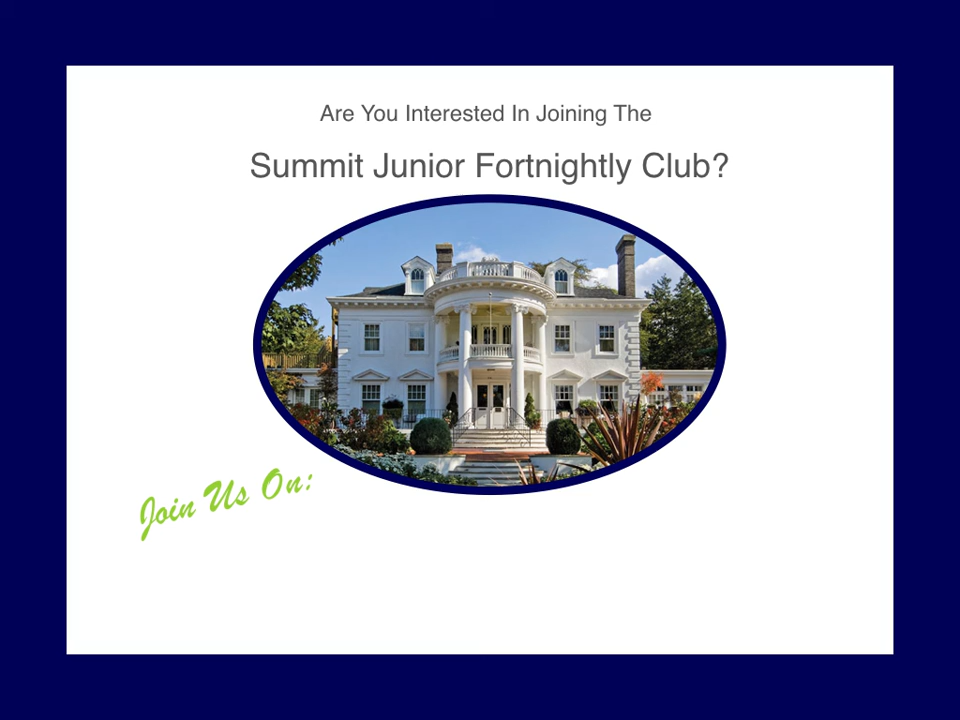 Are You Interested In Joining The
Summit Junior Fortnightly Club?
Join Us On: